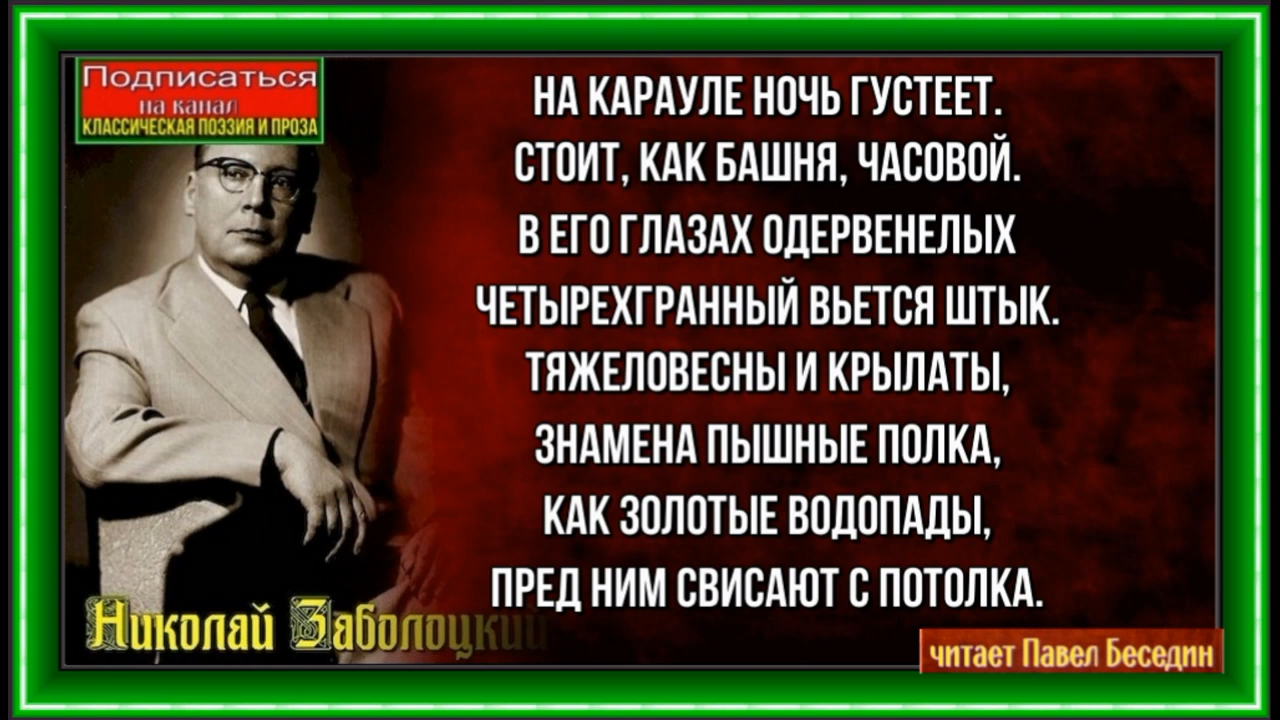 Подписаться
на канал
КЛАССИЧЕСКАЯ ПОЭЗИЯ И ПРОЗА
НА КАРАУЛЕ НОЧЬ ГУСТЕЕТ.
СТОИТ, КАК БАШНЯ, ЧАСОВОЙ.
В ЕГО ГЛАЗАХ ОДЕРВЕНЕЛЫХ
ЧЕТЫРЕХГРАННЫЙ ВЬЕТСЯ ШТЫК.
ТЯЖЕЛОВЕСНЫ И КРЫЛАТЫ,
ЗНАМЕНА ПЫШНЫЕ ПОЛКА,
КАК ЗОЛОТЫЕ ВОДОПАДЫ,
ПРЕД НИМ СВИСАЮТ С ПОТОЛКА.
Николай Заболоцкий
читает Павел Беседин